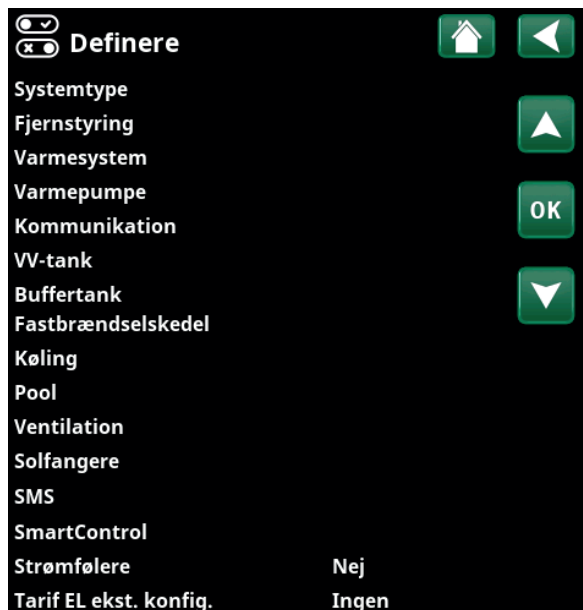 Definere
Systemtype
Fjernstyring
Varmesystem
Varmepumpe
OK
Kommunikation
VV-tank
Buffertank
Fastbrændselskedel
Køling
Pool
Ventilation
Solfangere
SMS
SmartControl
Strømfølere Nej
Tarif EL ekst. konfig. Ingen